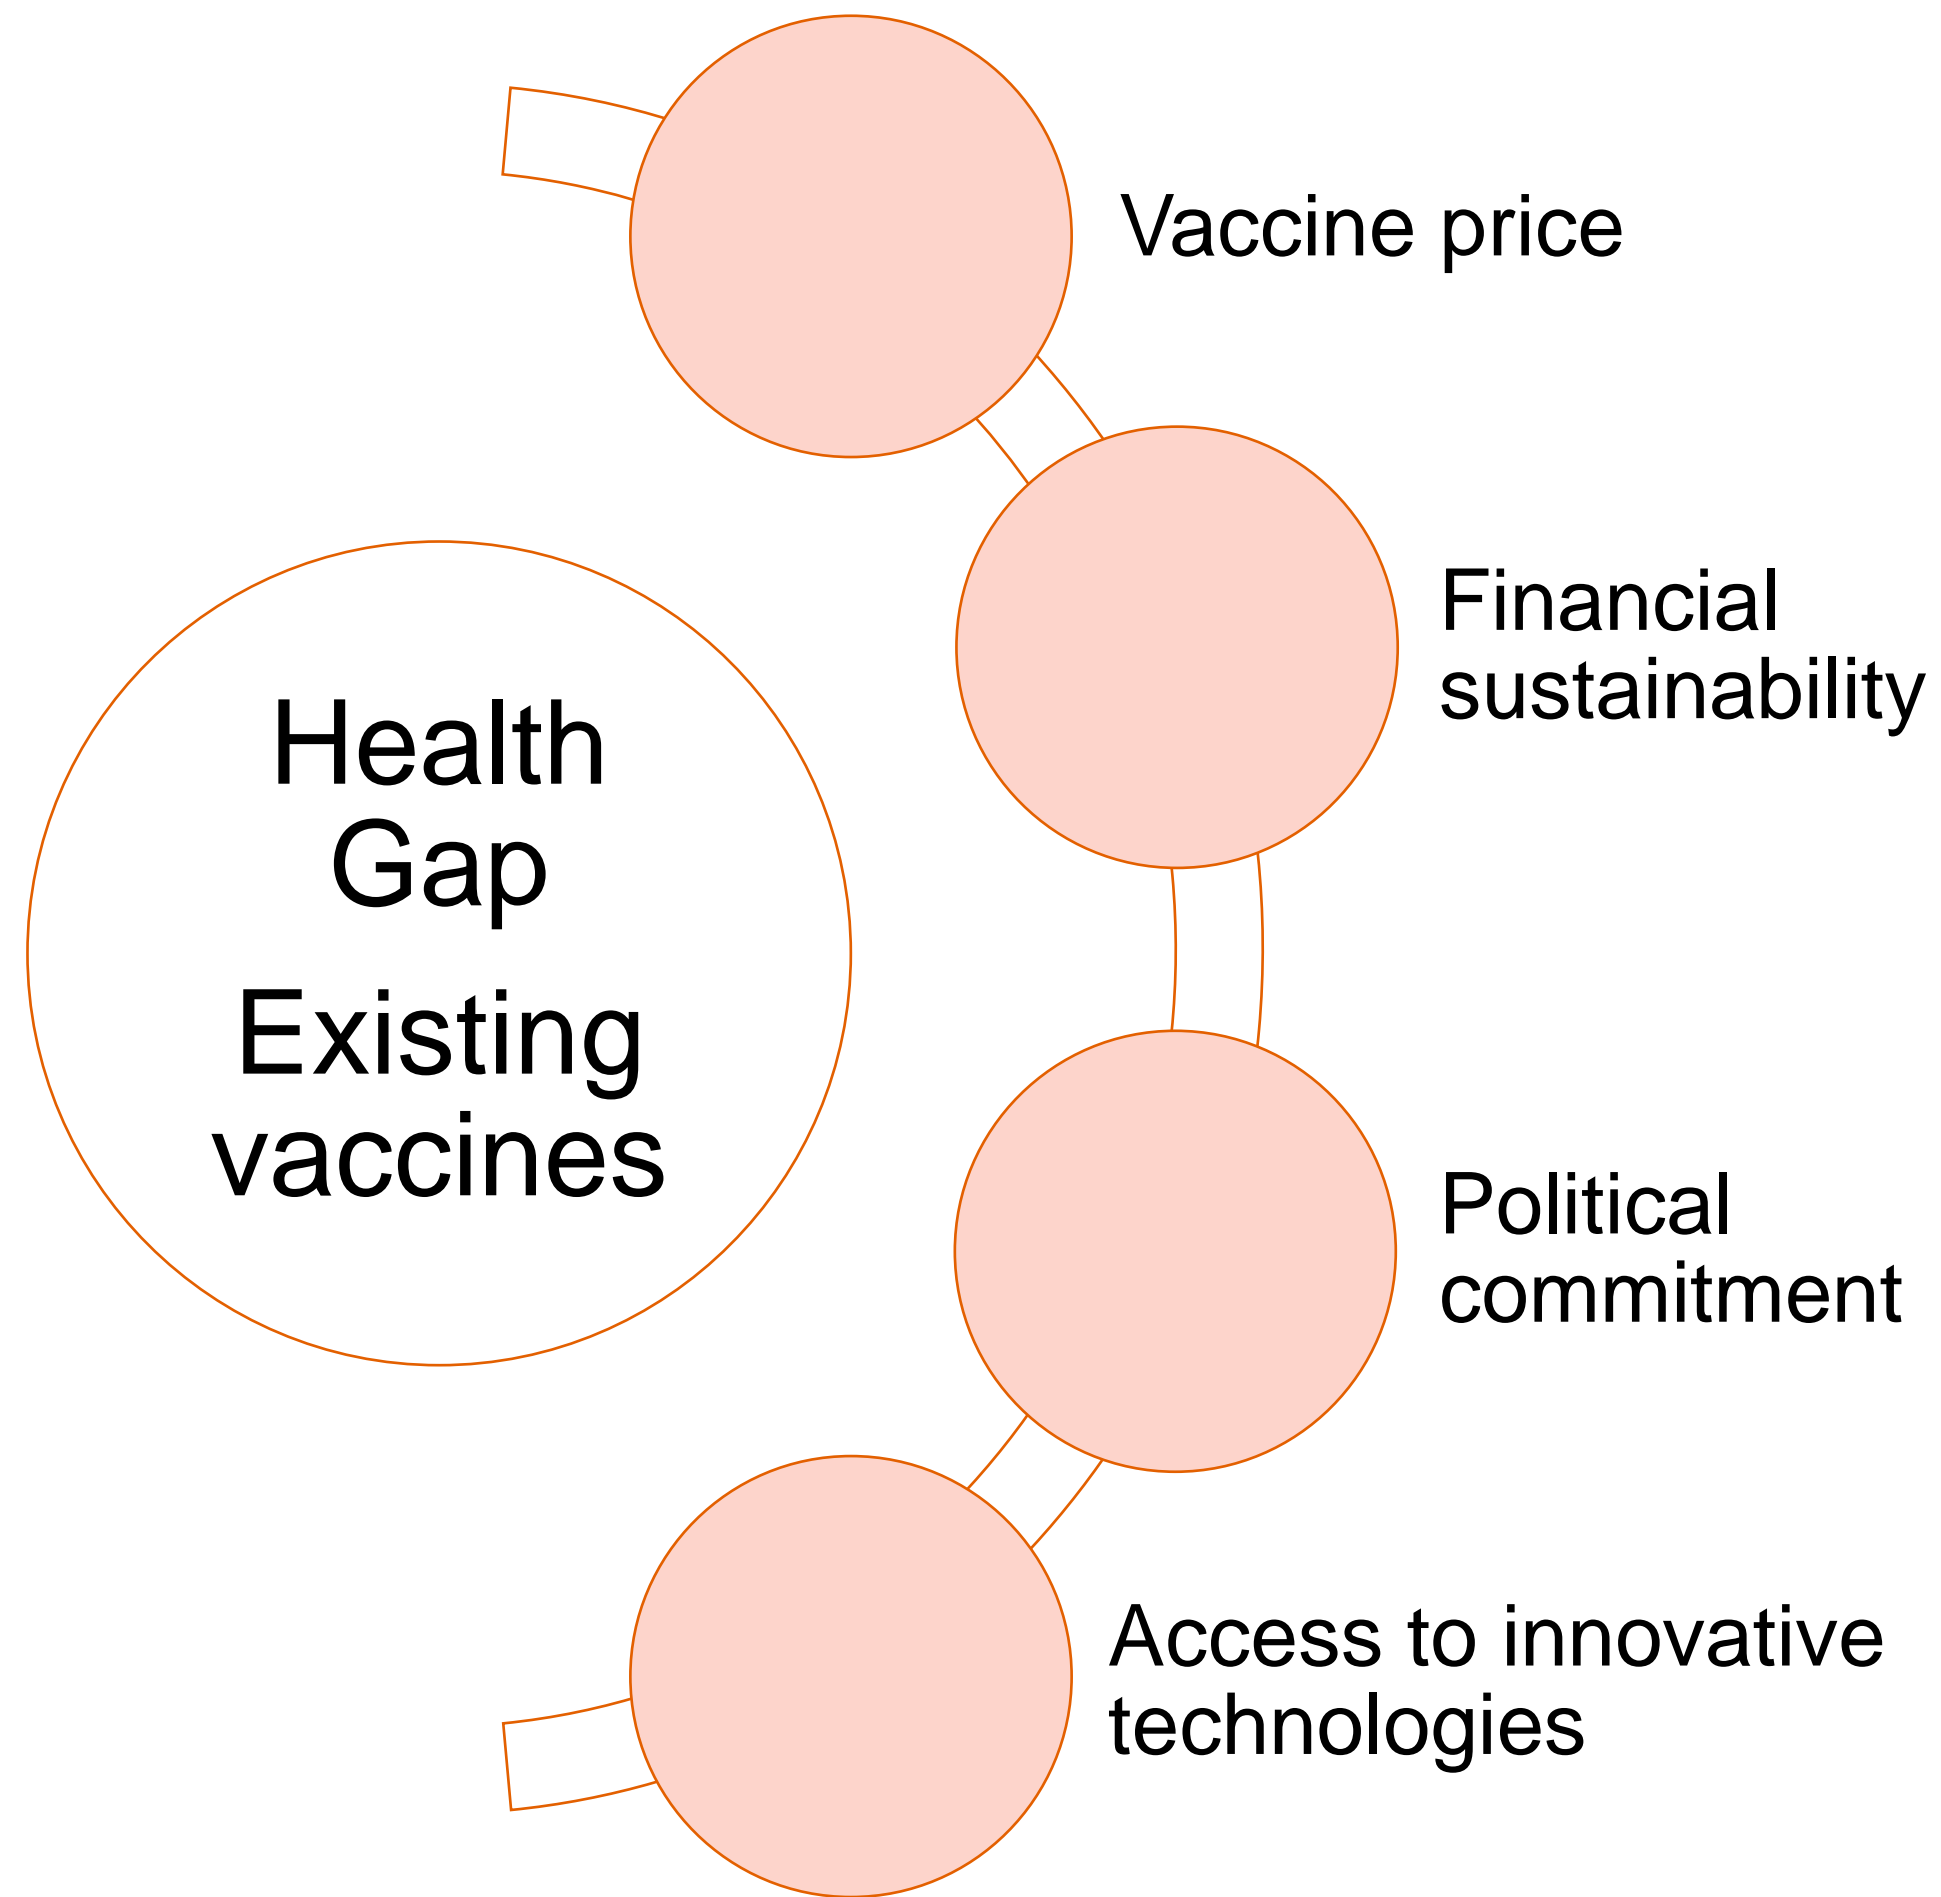 Health
Gap
Existing
vaccines
Vaccine price
Financial
sustainability
Political
commitment
Access to innovative
technologies